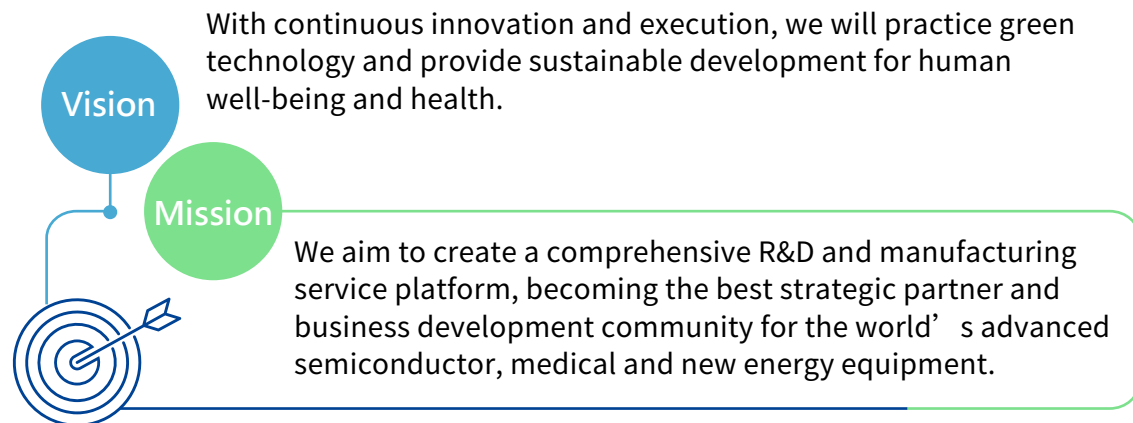 Vision
With continuous innovation and execution, we will practice green
technology and provide sustainable development for human
well-being and health.
Mission
We aim to create a comprehensive R&D and manufacturing
service platform, becoming the best strategic partner and
business development community for the world’s advanced
semiconductor, medical and new energy equipment.